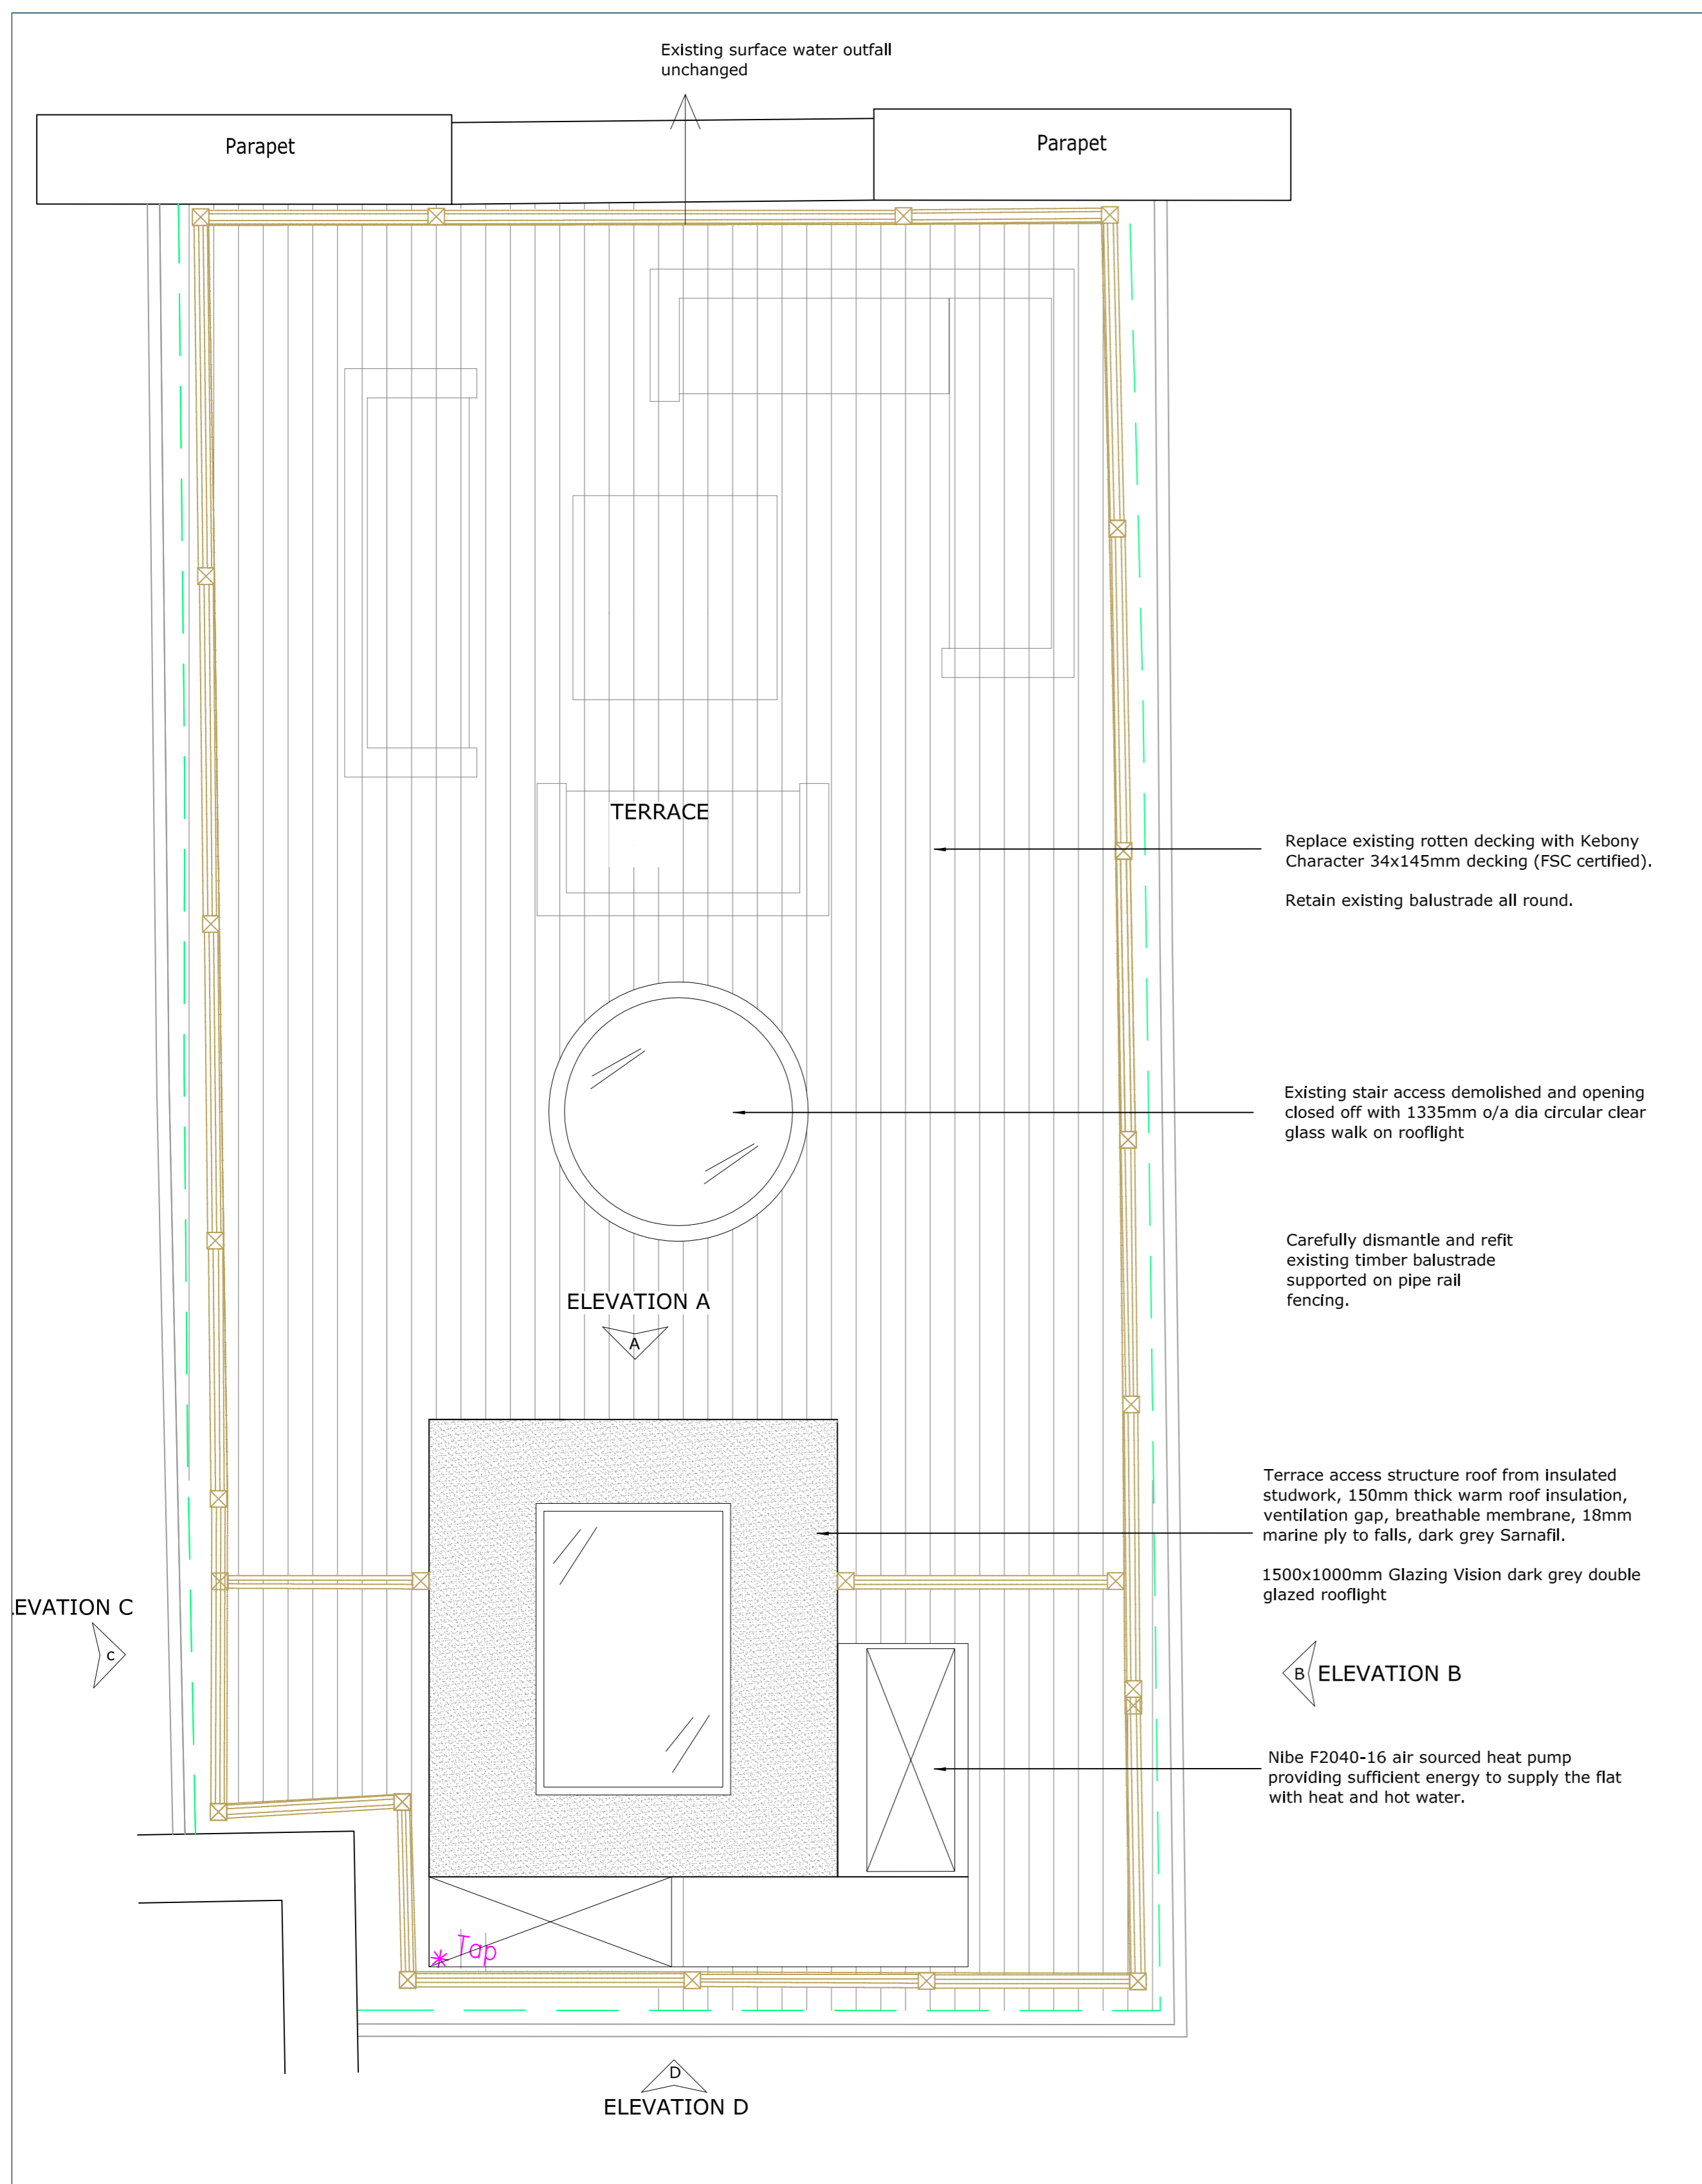 Existing surface water outfall
unchanged
Parapet
Parapet
TERRACE
Replace existing rotten decking with Kebony
Character 34x145mm decking (FSC certified).
Retain existing balustrade all round.
Existing stair access demolished and opening
closed off with 1335mm o/a dia circular clear
glass walk on rooflight
Carefully dismantle and refit
existing timber balustrade
supported on pipe rail
fencing.
ELEVATION A
A
Terrace access structure roof from insulated
studwork, 150mm thick warm roof insulation,
ventilation gap, breathable membrane, 18mm
marine ply to falls, dark grey Sarnafil.
1500x1000mm Glazing Vision dark grey double
glazed rooflight
EVATION C
c
B ELEVATION B
Nibe F2040-16 air sourced heat pump
providing sufficient energy to supply the flat
with heat and hot water.
Tap
D
ELEVATION D